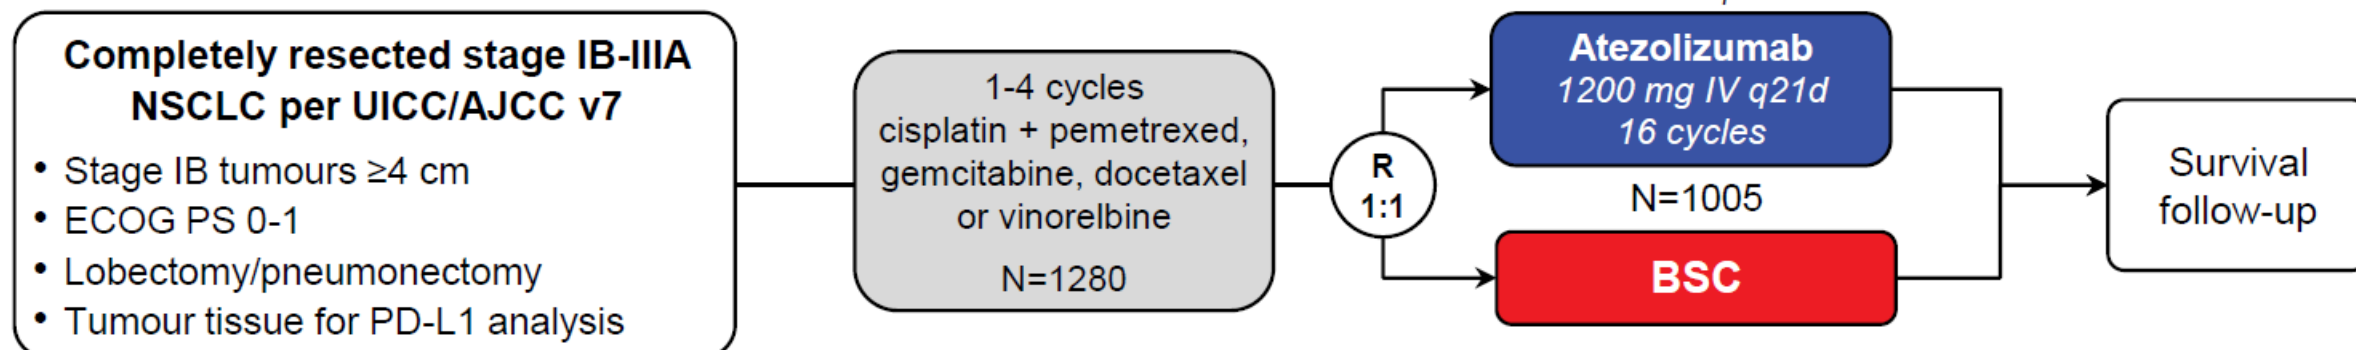 Completely resected stage IB-IIIA
NSCLC per UICC/AJCC v7
• Stage IB tumours ≥4 cm
• ECOG PS 0-1
• Lobectomy/pneumonectomy
• Tumour tissue for PD-L1 analysis
1-4 cycles
cisplatin + pemetrexed,
gemcitabine, docetaxel
or vinorelbine
N=1280
R
1:1
Atezolizumab
1200 mg IV q21d
16 cycles
N=1005
BSC
Survival
follow-up